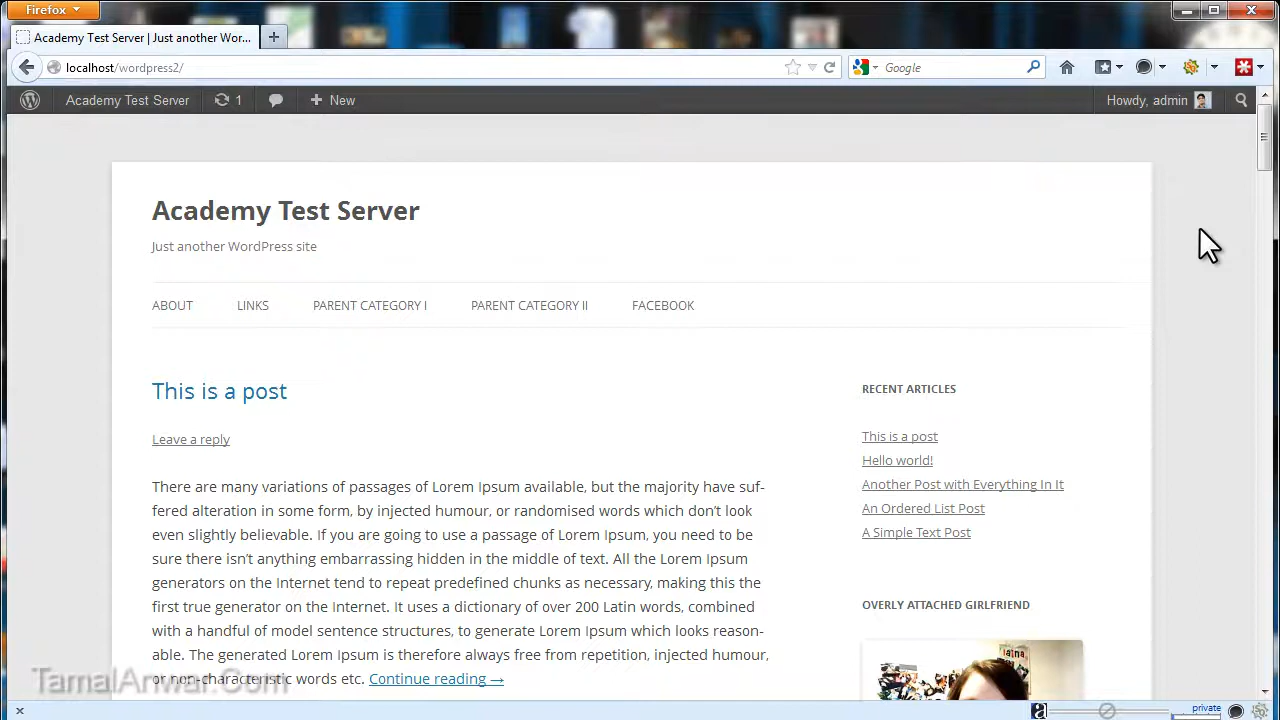 Firefox
Academy Test Server | Just another Wor...
localhost/wordpress2/
Google
Academy Test Server
1
New
Howdy, admin
Academy Test Server
Just another WordPress site
ABOUT
LINKS
PARENT CATEGORY I
PARENT CATEGORY II
FACEBOOK
This is a post
Leave a reply
There are many variations of passages of Lorem Ipsum available, but the majority have suf-
fered alteration in some form, by injected humour, or randomised words which don't look
even slightly believable. If you are going to use a passage of Lorem Ipsum, you need to be
sure there isn't anything embarrassing hidden in the middle of text. All the Lorem Ipsum
generators on the Internet tend to repeat predefined chunks as necessary, making this the
first true generator on the Internet. It uses a dictionary of over 200 Latin words, combined
with a handful of model sentence structures, to generate Lorem Ipsum which looks reason-
able. The generated Lorem Ipsum is therefore always free from repetition, injected humour,
or non-characteristic words etc. Continue reading →
RECENT ARTICLES
This is a post
Hello world!
Another Post with Everything In It
An Ordered List Post
A Simple Text Post
OVERLY ATTACHED GIRLFRIEND
TamalAnwar.Com
private